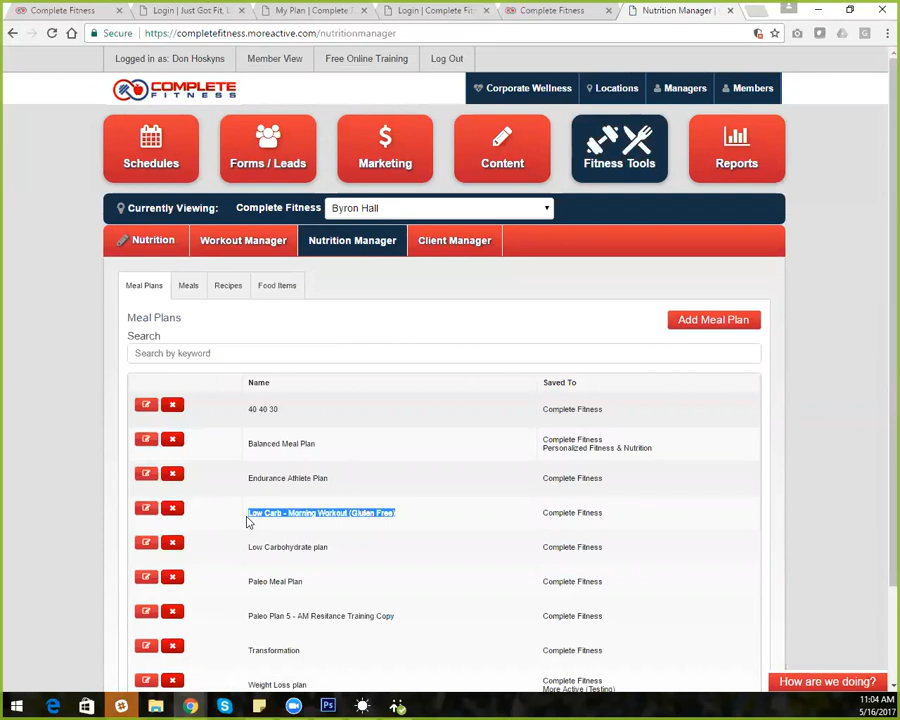 Complete Fitness
Login | Just Got Fit, L
My Plan | Complete F
Login | Complete Fitn
Complete Fitness
Nutrition Manager |
Secure
https://completefitness.moreactive.com/nutritionmanager
Logged in as: Don Hoskyns
Member View
Free Online Training
Log Out
COMPLETE
FITNESS
Corporate Wellness
Locations
Managers
Members
Schedules
Forms / Leads
Marketing
Content
Fitness Tools
Reports
Currently Viewing:
Complete Fitness
Byron Hall
Nutrition
Workout Manager
Nutrition Manager
Client Manager
Meal Plans
Meals
Recipes
Food Items
Meal Plans
Add Meal Plan
Search
Search by keyword
Name
Saved To
40 40 30
Complete Fitness
Balanced Meal Plan
Complete Fitness
Personalized Fitness & Nutrition
Endurance Athlete Plan
Complete Fitness
Low Carb - Morning Workout (Gluten Free)
Complete Fitness
Low Carbohydrate plan
Complete Fitness
Paleo Meal Plan
Complete Fitness
Paleo Plan 5 - AM Resitance Training Copy
Complete Fitness
Transformation
Complete Fitness
Weight Loss plan
Complete Fitness
More Active (Testing)
How are we doing?
11:04 AM
5/16/2017